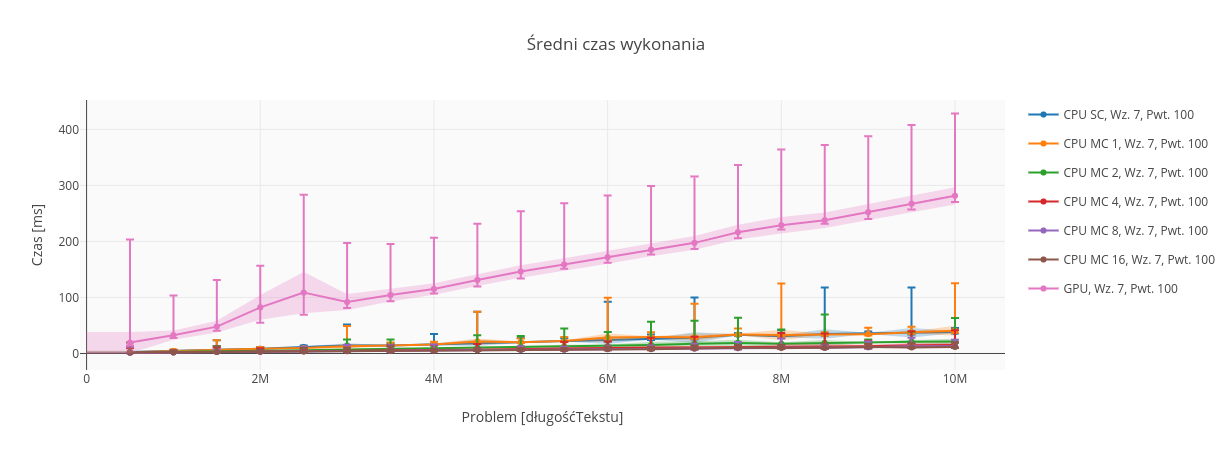 Średni czas wykonania
400
300
200
100
0
Czas [ms]
0
2M
4M
6M
8M
10M
Problem [długośćTekstu]
CPU SC, Wz. 7, Pwt. 100
CPU MC 1, Wz. 7, Pwt. 100
CPU MC 2, Wz. 7, Pwt. 100
CPU MC 4, Wz. 7, Pwt. 100
CPU MC 8, Wz. 7, Pwt. 100
CPU MC 16, Wz. 7, Pwt. 100
GPU, Wz. 7, Pwt. 100